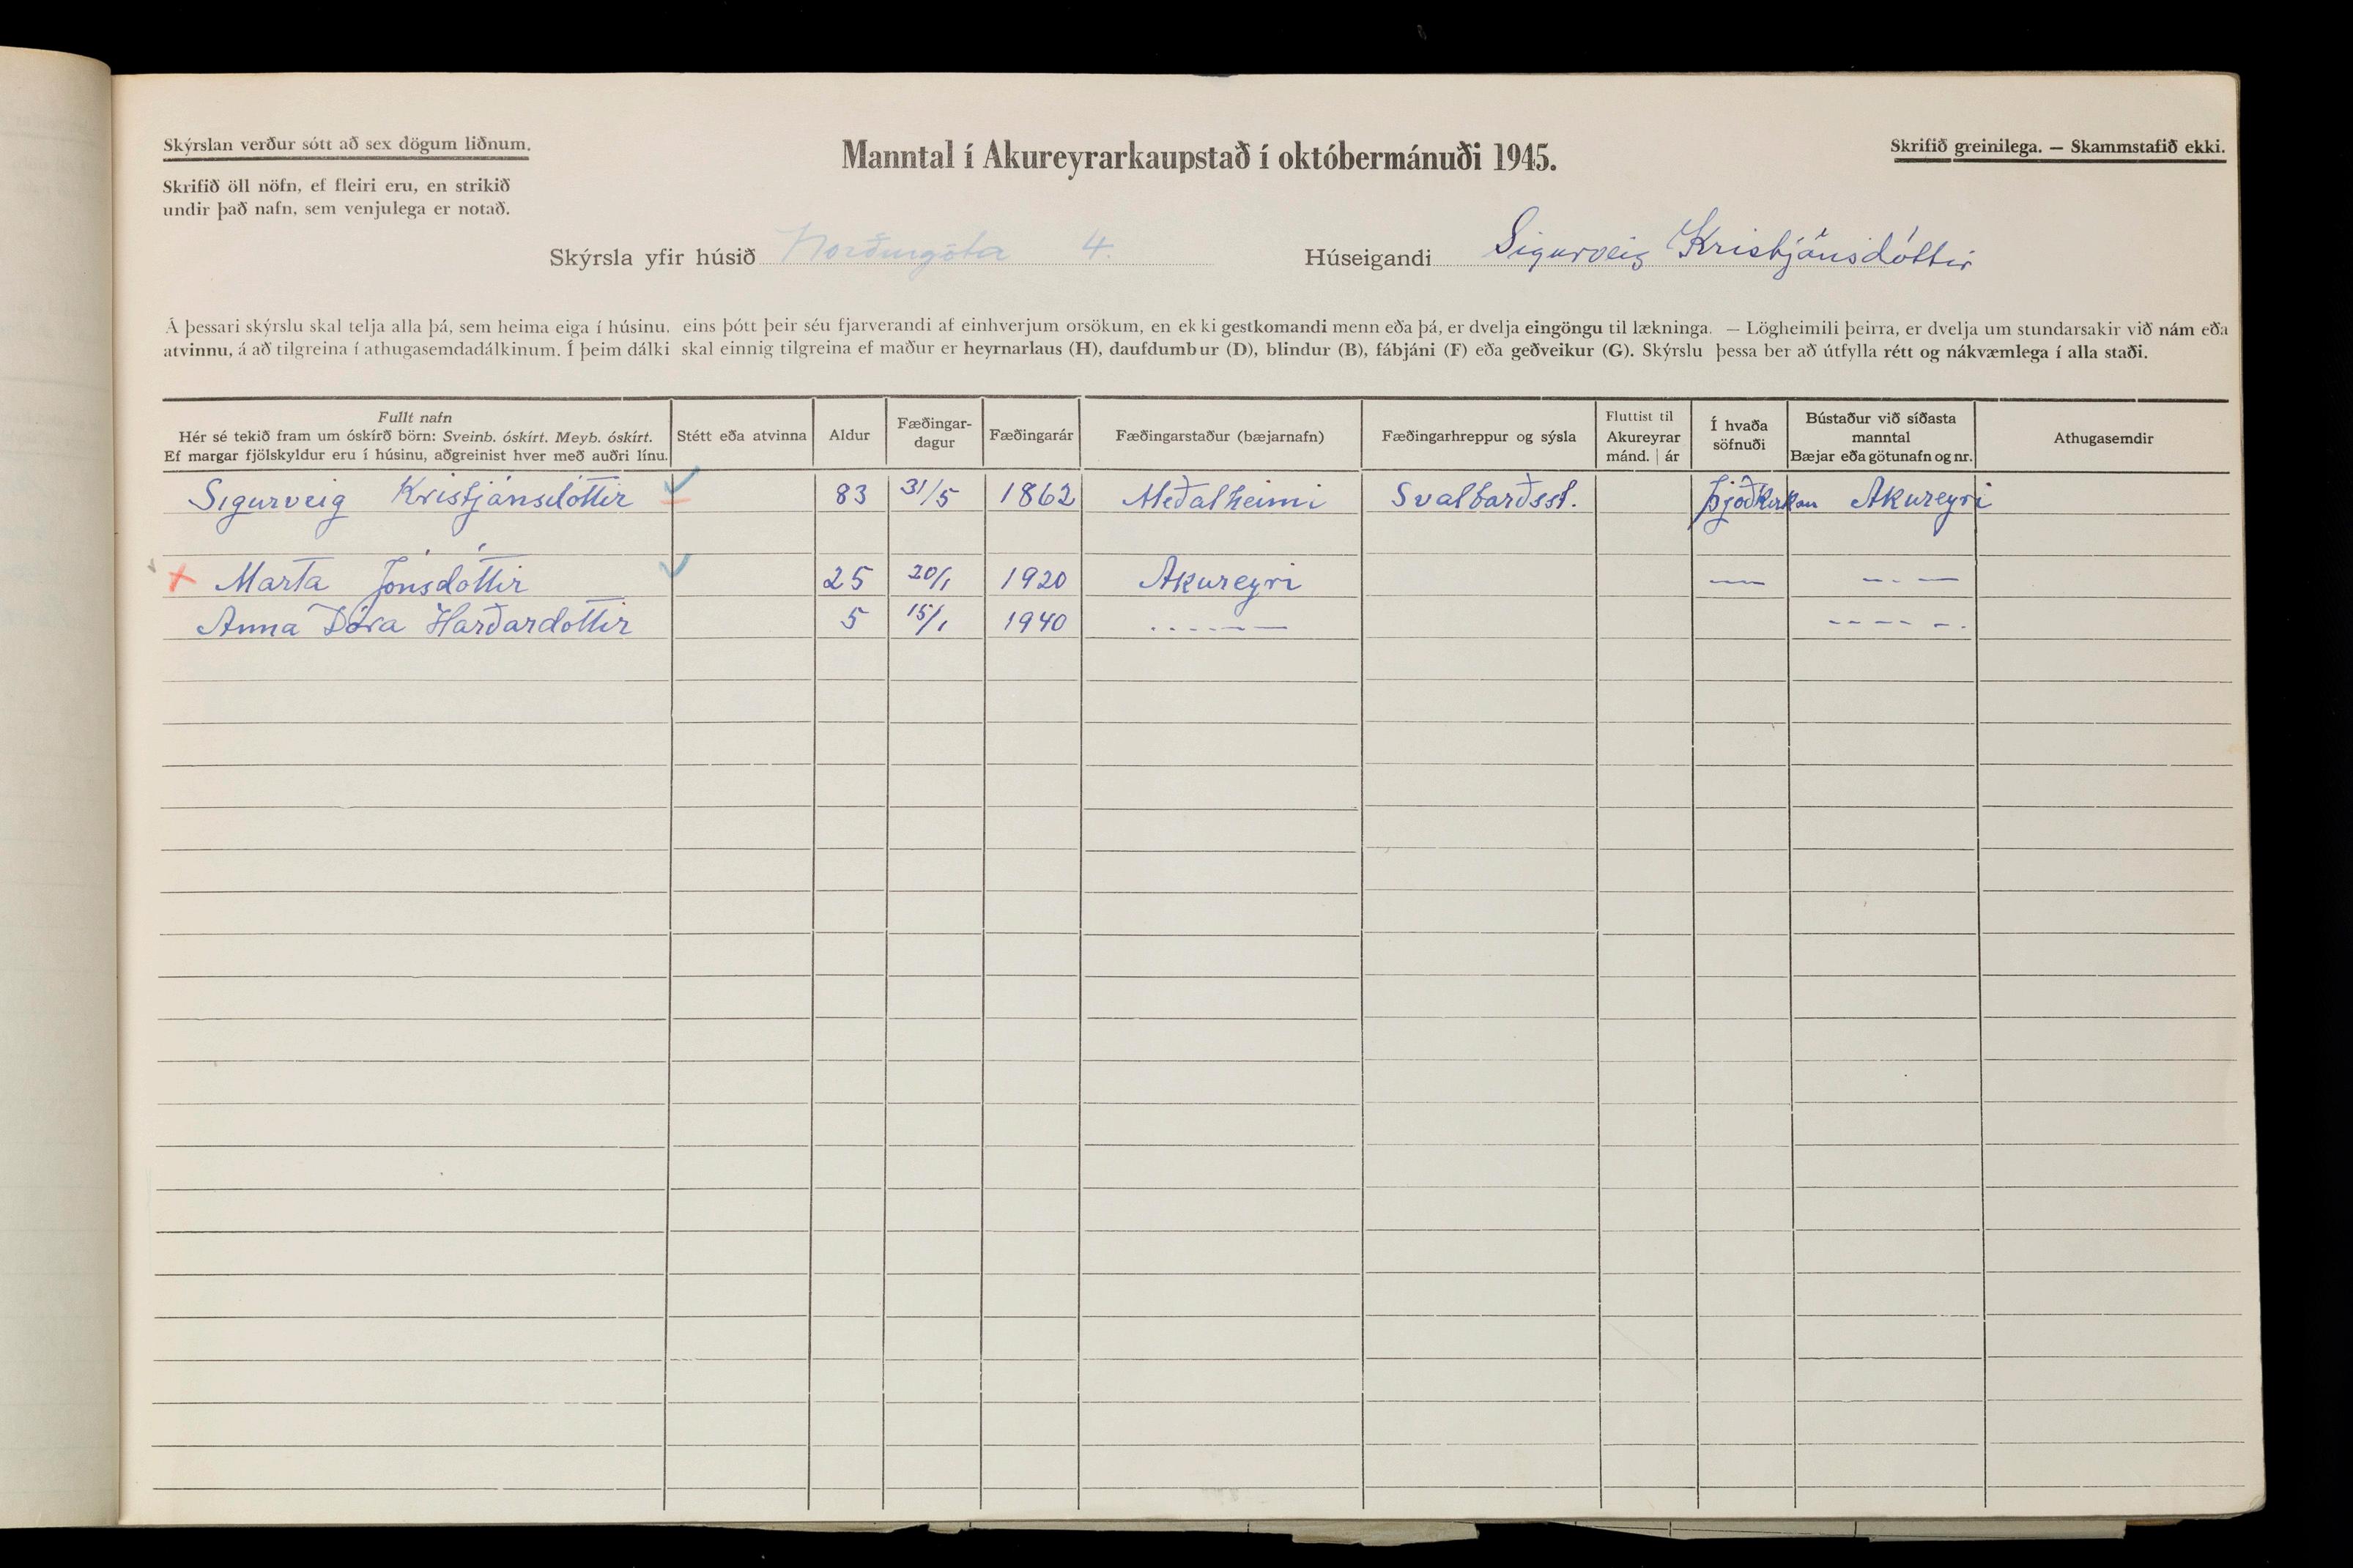 Skýrslan verður sótt að sex dögum liðnum.
Skrifið öll nöfn, ef fleiri eru, en strikið
undir það nafn, sem venjulega er notað.
Manntal í Akureyrarkaupstað í októbermánuði 1945.
Skrifið greinilega. — Skammstafið ekki.
Skýrsla yfir húsið Norðurgöta 4. Húseigandi Sigurveig Kristjánsdóttir
Á þessari skýrslu skal telja alla þá, sem heima eiga í húsinu, eins þótt þeir séu fjarverandi af einhverjum orsökum, en ekki gestkomandi menn eða þá, er dvelja eingöngu til lækninga. — Lögheimili þeirra, er dvelja um stundarsakir við nám eða
atvinnu, á að tilgreina í athugasemdadálkinum. Í þeim dálki skal einnig tilgreina ef maður er heyrnarlaus (H), daufdumbur (D), blindur (B), fábjáni (F) eða geðveikur (G). Skýrslu þessa ber að útfylla rétt og nákvæmlega í alla staði.
Fullt nafn
Hér sé tekið fram um óskírð börn: Sveinb. óskírt. Meyb. óskírt.
Ef margar fjölskyldur eru í húsinu, aðgreinist hver með auðri línu.
Stétt eða atvinna
Aldur
Fæðingar-
dagur
Fæðingarár
Fæðingarstaður (bæjarnafn)
Fæðingarhreppur og sýsla
Fluttist til
Akureyrar
mánd. | ár
Í hvaða
söfnuði
Bústaður við síðasta
manntal
Bæjar eða götunafn og nr.
Athugasemdir
Sigurveig Kristjánsdóttir 83 31/5 1862 Meðalheimi Svalbarðsst. Þjóðkirkjan Akureyri
Marta Jónsdóttir 25 20/1 1920 Akureyri — — - —
Anna Dóra Harðardottir 5 15/1 1940 - - - - — - - - - -